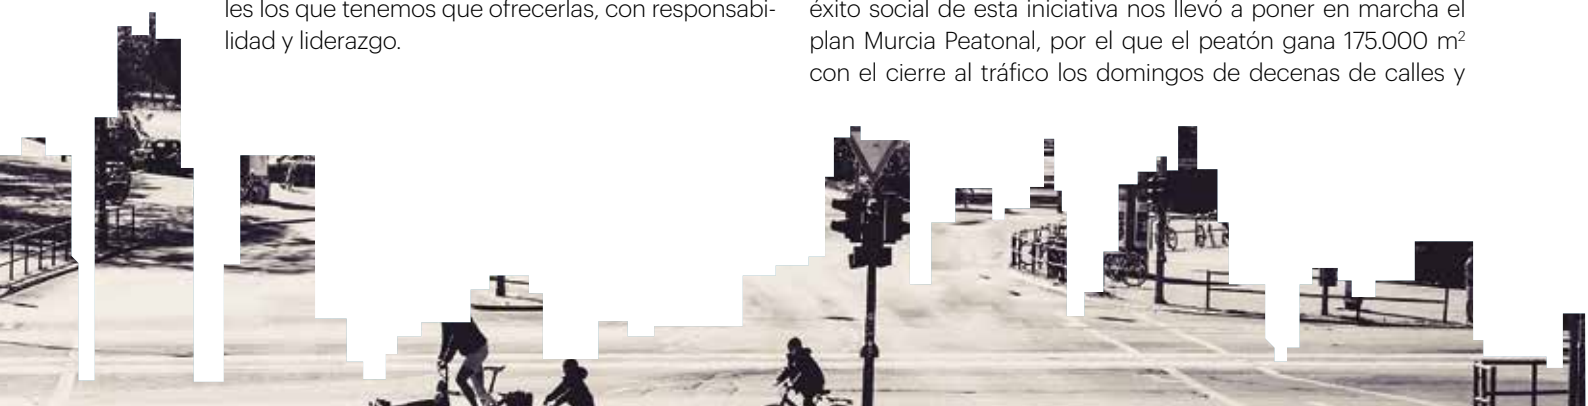 les los que tenemos que ofrecerlas, con responsabi-
lidad y liderazgo.
éxito social de esta iniciativa nos llevó a poner en marcha el
plan Murcia Peatonal, por el que el peatón gana 175.000 m²
con el cierre al tráfico los domingos de decenas de calles y